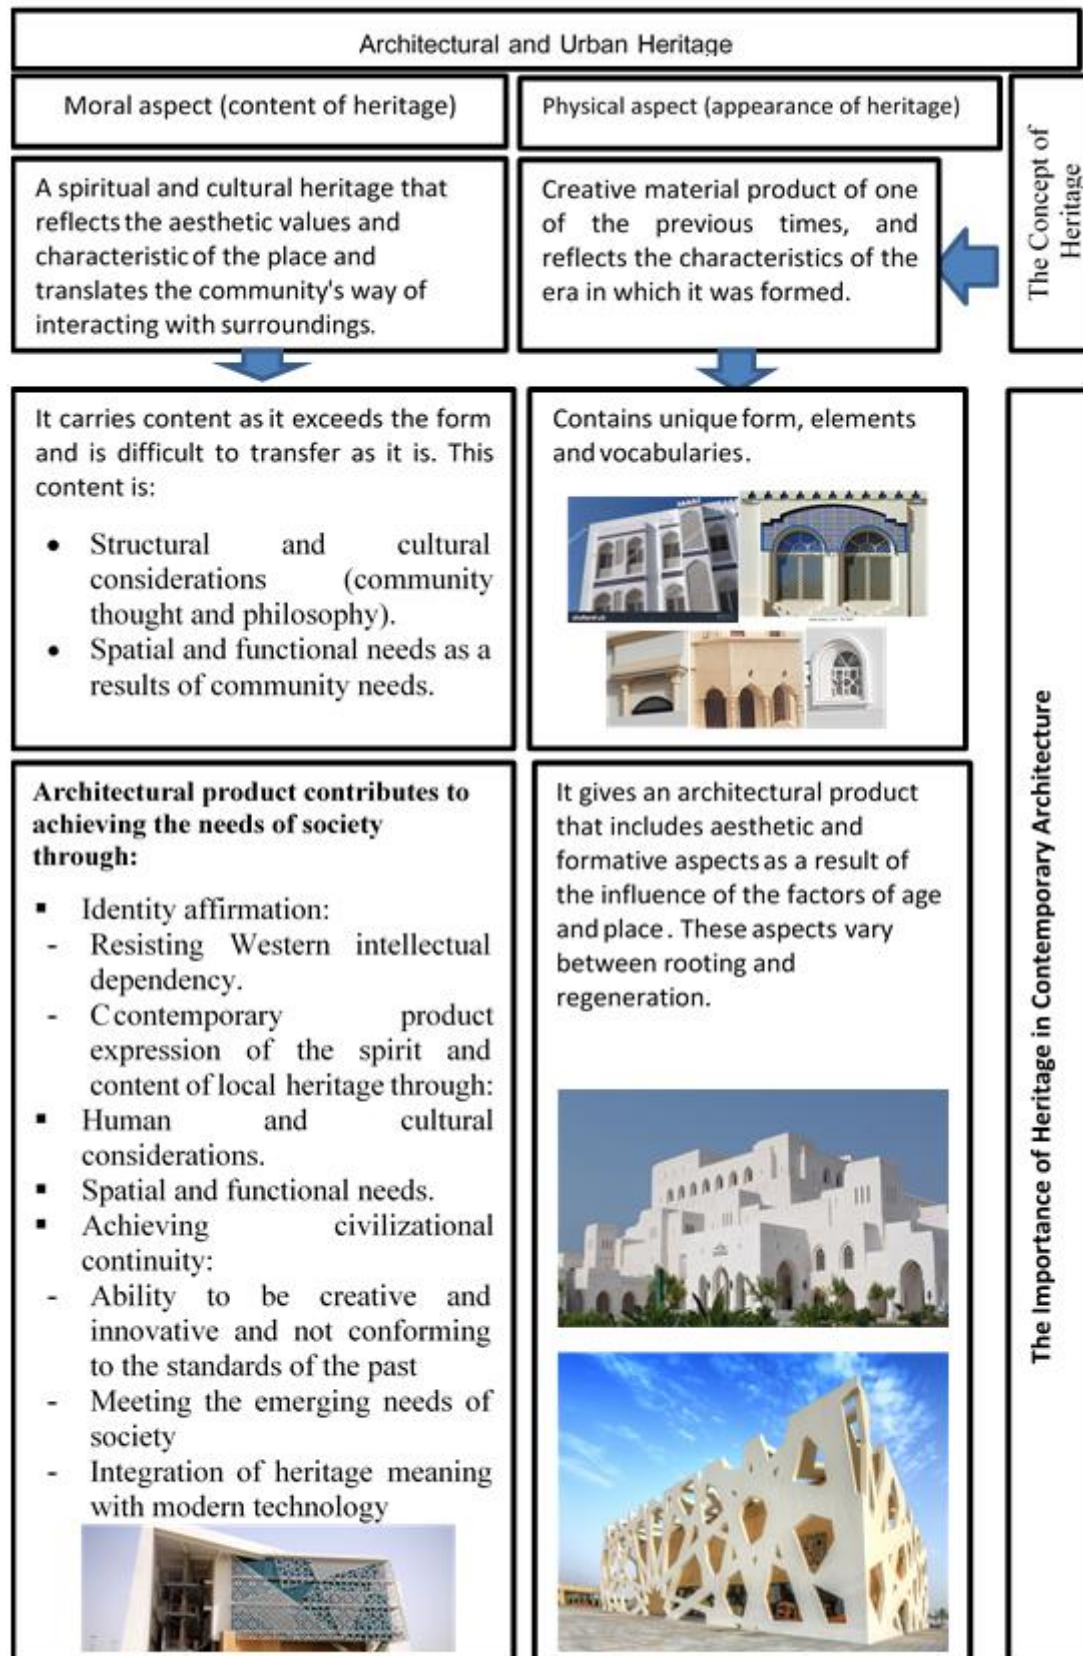 Architectural and Urban Heritage
Moral aspect (content of heritage)
Physical aspect (appearance of heritage)
The Concept of
Heritage
A spiritual and cultural heritage that
reflects the aesthetic values and
characteristic of the place and
translates the community's way of
interacting with surroundings.
Creative material product of one
of the previous times, and
reflects the characteristics of the
era in which it was formed.
It carries content as it exceeds the form
and is difficult to transfer as it is. This
content is:
• Structural and cultural
considerations (community
thought and philosophy).
• Spatial and functional needs as a
results of community needs.
Contains unique form, elements
and vocabularies.
The Importance of Heritage in Contemporary Architecture
Architectural product contributes to
achieving the needs of society
through:
▪ Identity affirmation:
- Resisting Western intellectual
dependency.
- Ccontemporary product
expression of the spirit and
content of local heritage through:
▪ Human and cultural
considerations.
▪ Spatial and functional needs.
▪ Achieving civilizational
continuity:
- Ability to be creative and
innovative and not conforming
to the standards of the past
- Meeting the emerging needs of
society
- Integration of heritage meaning
with modern technology
It gives an architectural product
that includes aesthetic and
formative aspects as a result of
the influence of the factors of age
and place. These aspects vary
between rooting and
regeneration.